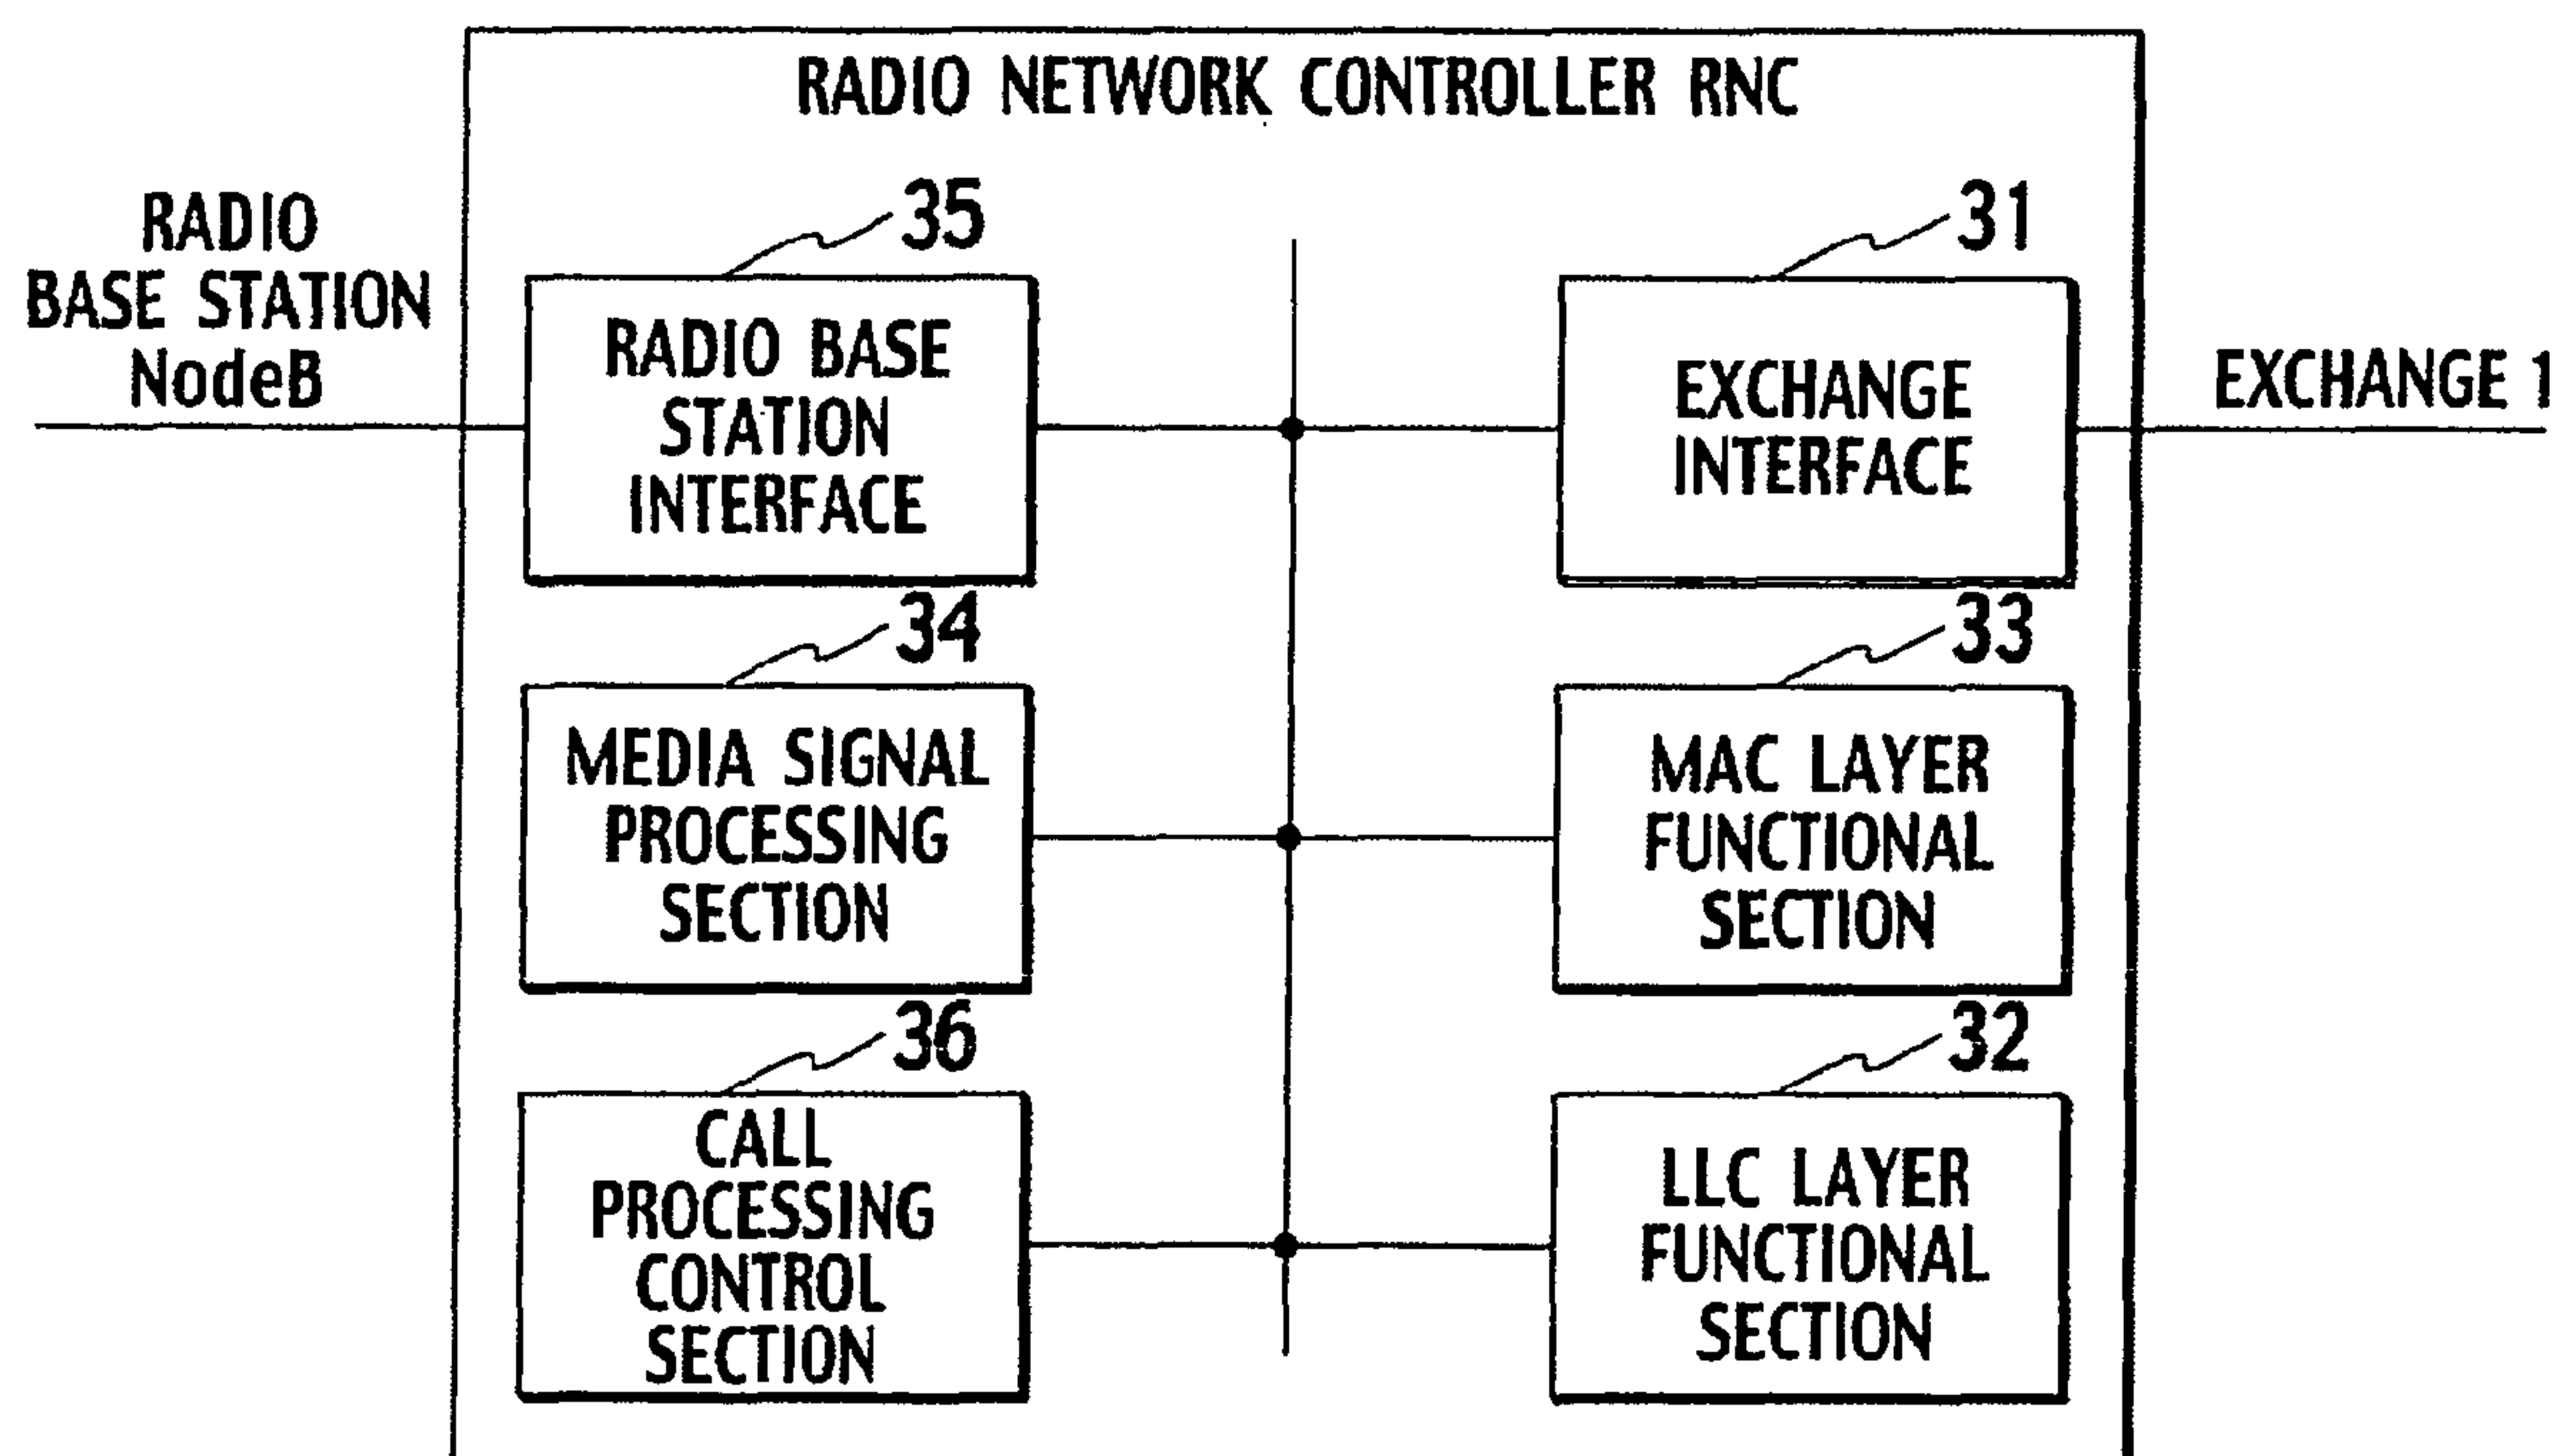 RADIO NETWORK CONTROLLER RNC
RADIO
BASE STATION
NodeB
35
RADIO BASE
STATION
INTERFACE
31
EXCHANGE
INTERFACE
EXCHANGE 1
34
MEDIA SIGNAL
PROCESSING
SECTION
33
MAC LAYER
FUNCTIONAL
SECTION
36
CALL
PROCESSING
CONTROL
SECTION
32
LLC LAYER
FUNCTIONAL
SECTION